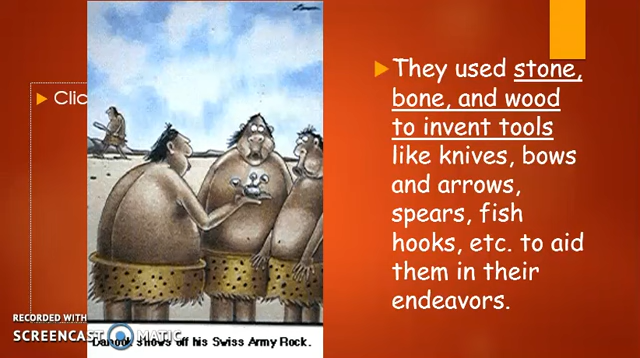 Clic
They used stone,
bone, and wood
to invent tools
like knives, bows
and arrows,
spears, fish
hooks, etc. to aid
them in their
endeavors.
shows off his Swiss Army Rock.
RECORDED WITH
SCREENCAST MATIC